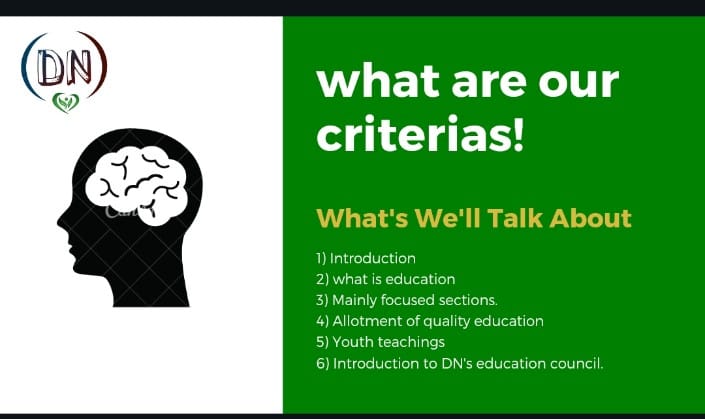 DN
what are our
criterias!
What's We'll Talk About
1) Introduction
2) what is education
3) Mainly focused sections.
4) Allotment of quality education
5) Youth teachings
6) Introduction to DN's education council.